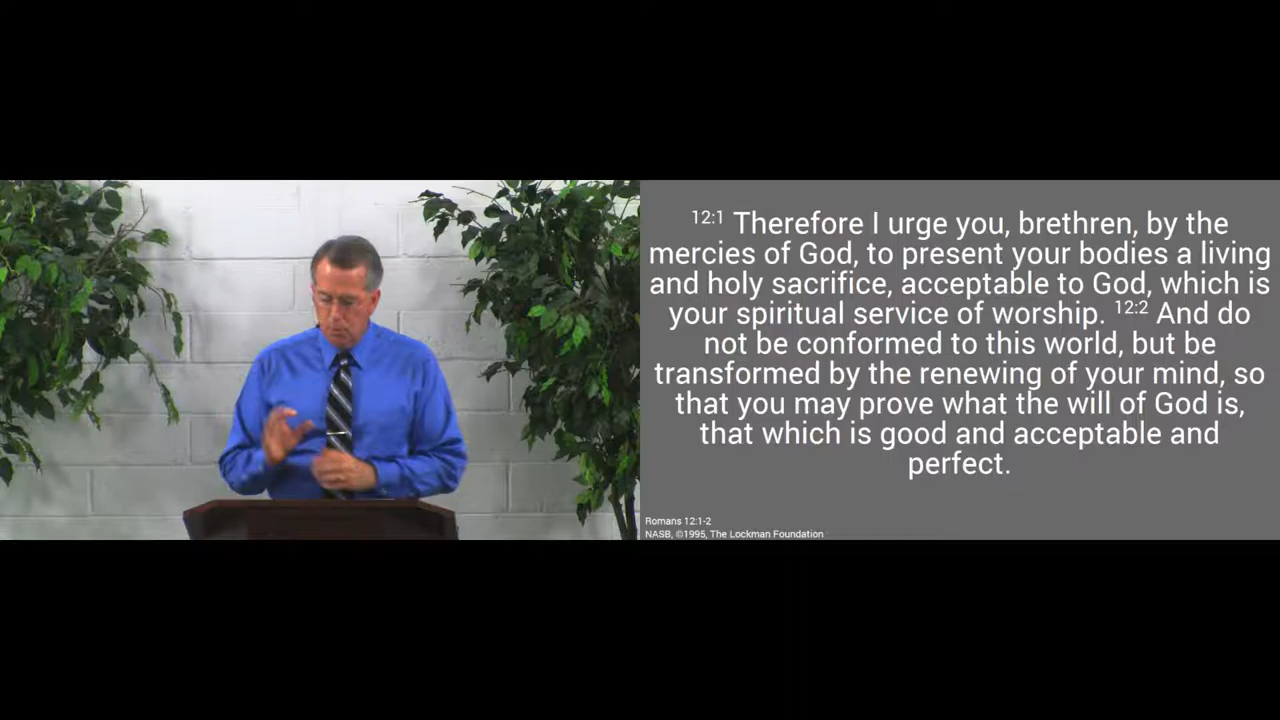 12:1 Therefore I urge you, brethren, by the
mercies of God, to present your bodies a living
and holy sacrifice, acceptable to God, which is
your spiritual service of worship. 12:2 And do
not be conformed to this world, but be
transformed by the renewing of your mind, so
that you may prove what the will of God is,
that which is good and acceptable and
perfect.
Romans 12:1-2
NASB, ©1995, The Lockman Foundation